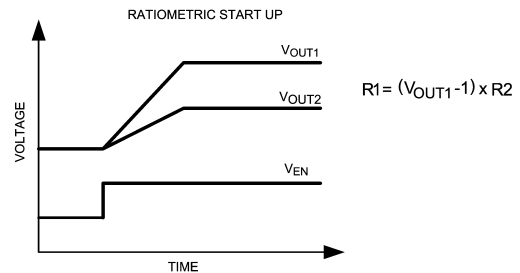 RATIOMETRIC START UP
VOUT1
R1 = (VOUT1 -1) x R2
VOUT2
VOLTAGE
VEN
TIME